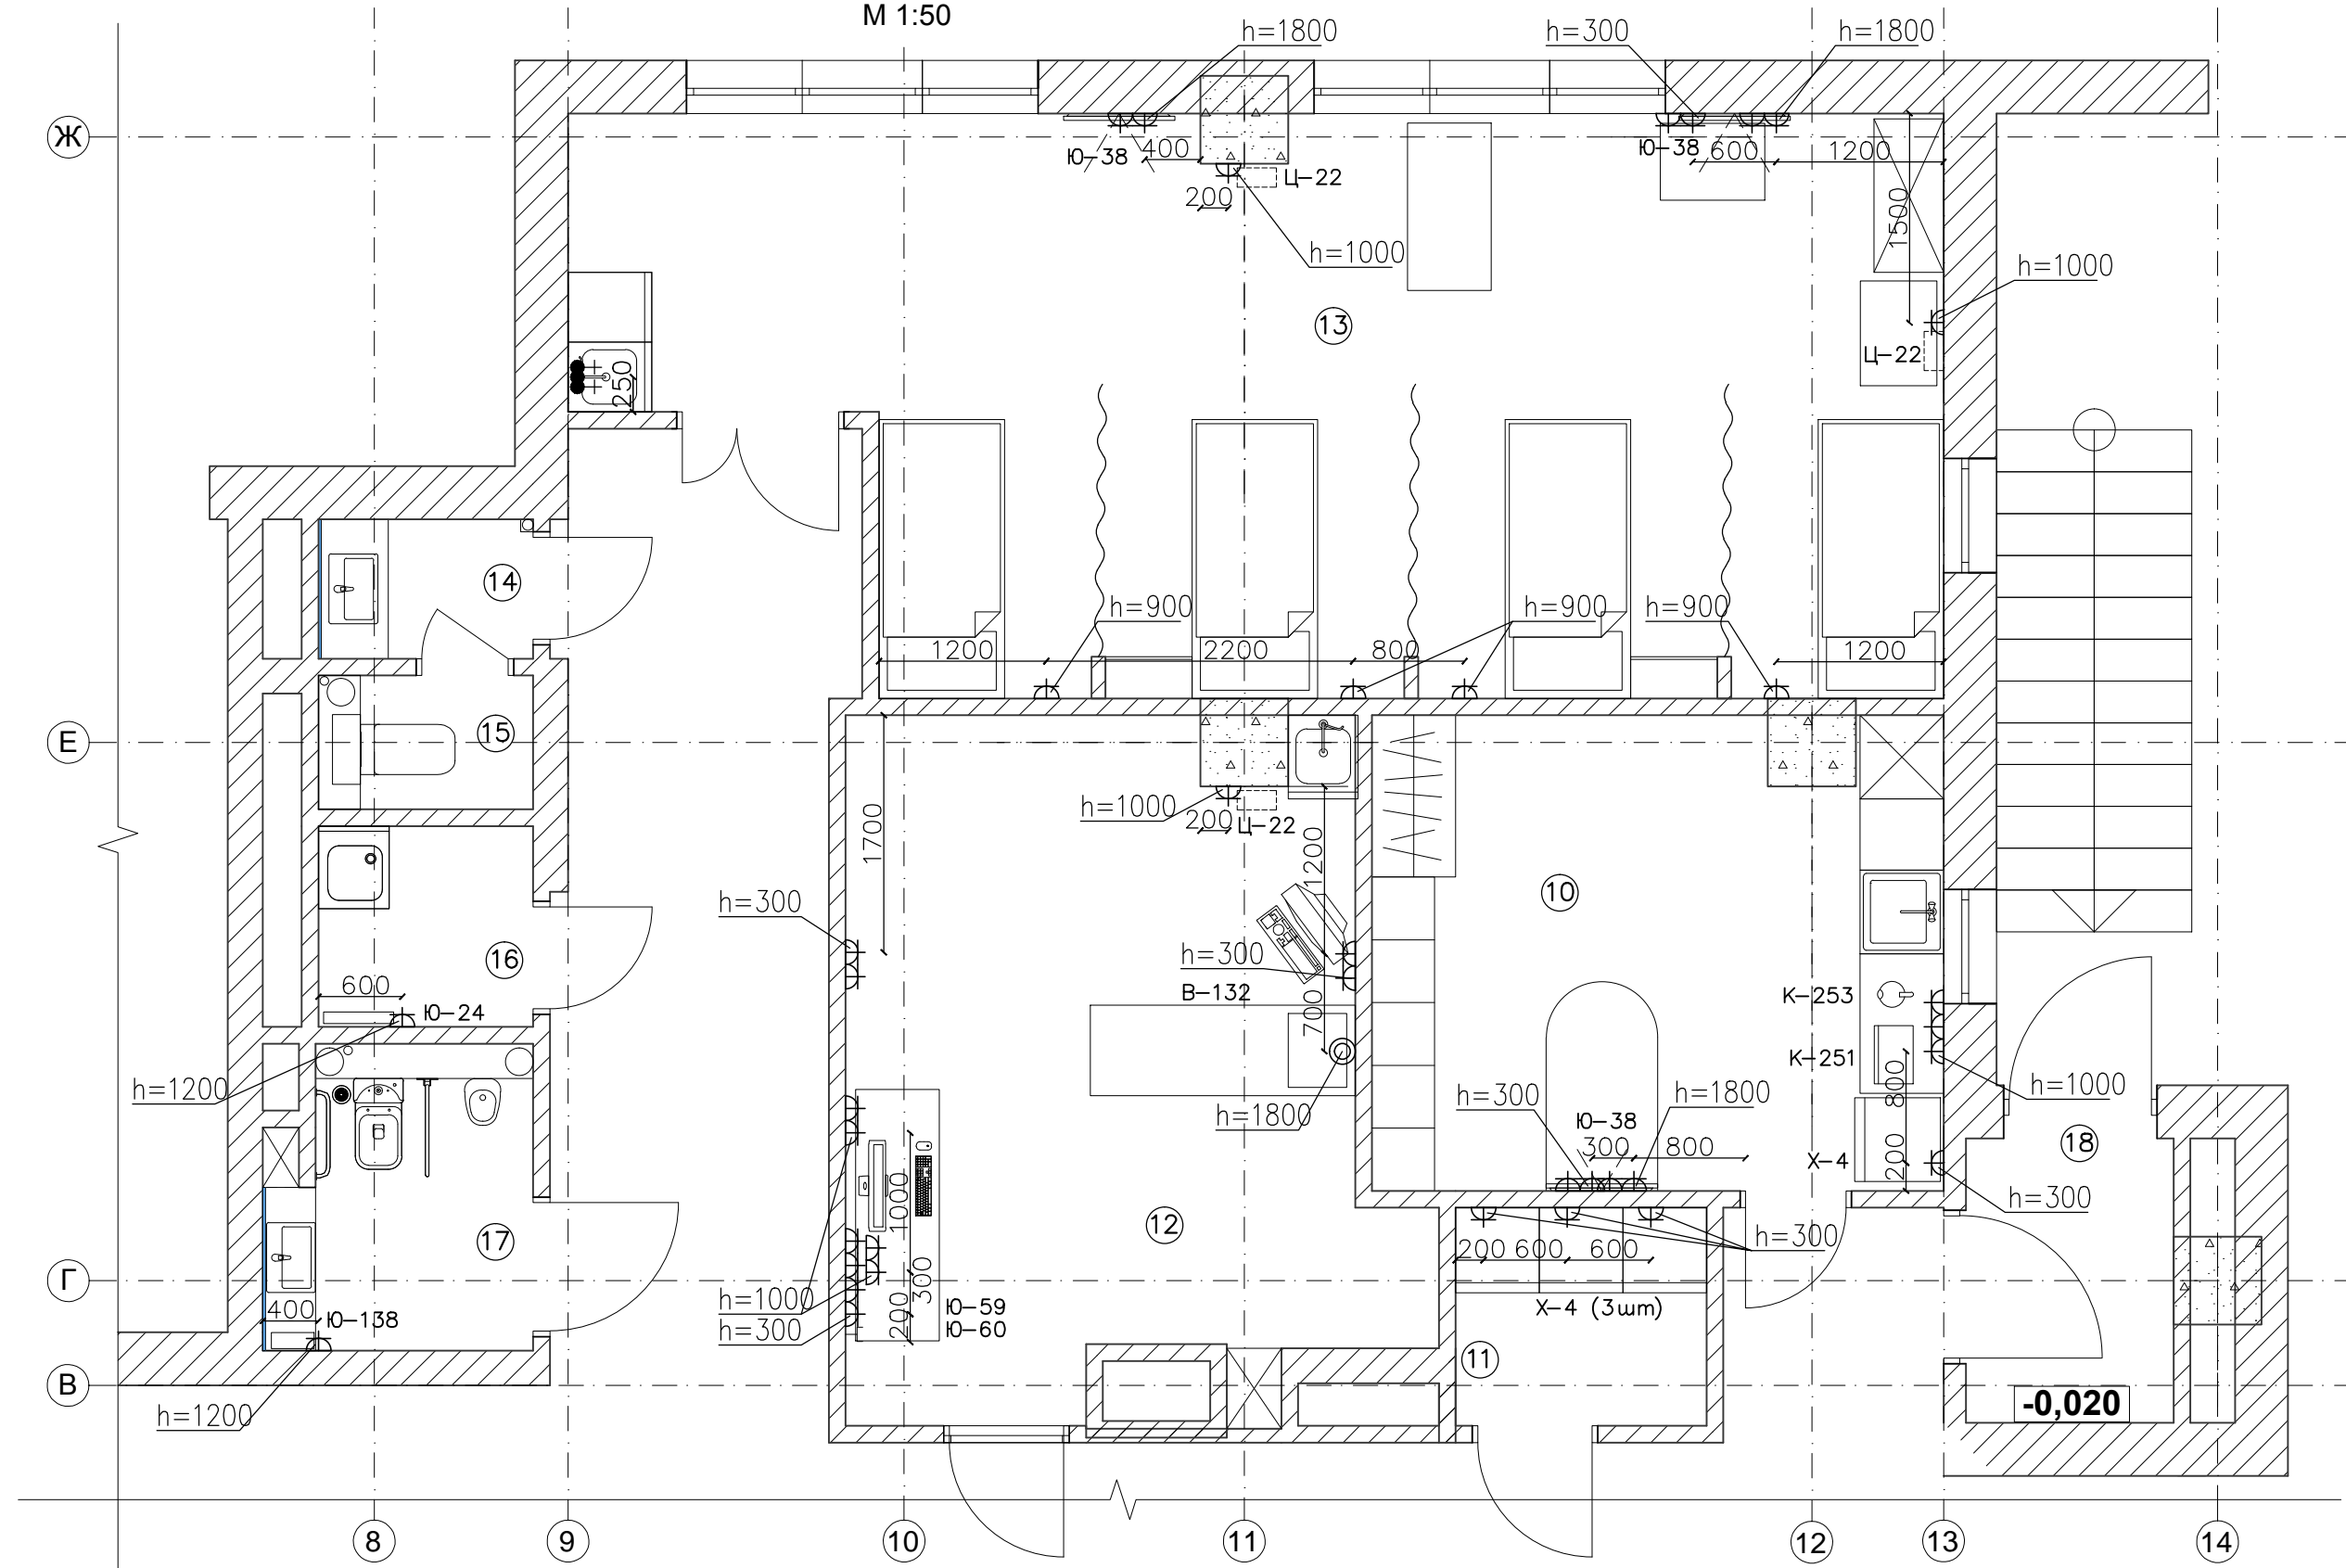 М 1:50
h=1800
h=300
h=1800
Ж
Ю-38
400
Ю-38
600
1200
Ц-22
200
1500
h=1000
h=1000
13
Ц-22
250
14
h=900
h=900
h=900
1200
2200
800
1200
Е
15
h=1000
200
Ц-22
1700
1200
h=300
10
h=300
16
600
Ю-24
В-132
700
К-253
К-251
h=1200
h=1800
h=300
h=1800
Ю-38
300
800
800
h=1000
18
Х-4
200
h=300
1000
12
17
h=300
200
600
600
Г
h=1000
300
400
Ю-138
h=300
200
Ю-59
Ю-60
Х-4 (3шт)
11
В
h=1200
-0,020
8
9
10
11
12
13
14